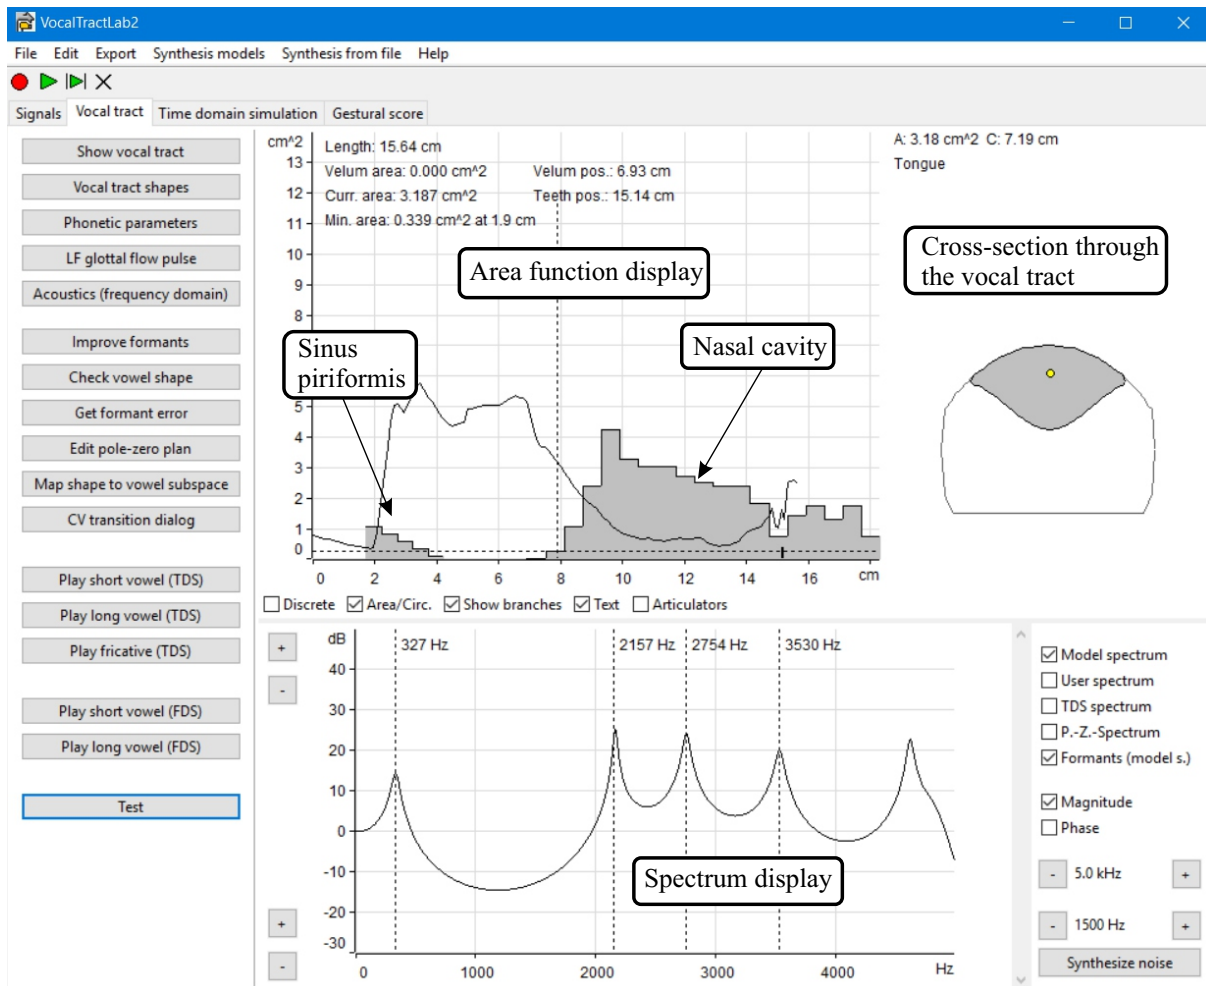 VocalTractLab2
File Edit Export Synthesis models Synthesis from file Help
Signals Vocal tract Time domain simulation Gestural score
Show vocal tract
Vocal tract shapes
Phonetic parameters
LF glottal flow pulse
Acoustics (frequency domain)
Improve formants
Check vowel shape
Get formant error
Edit pole-zero plan
Map shape to vowel subspace
CV transition dialog
Play short vowel (TDS)
Play long vowel (TDS)
Play fricative (TDS)
Play short vowel (FDS)
Play long vowel (FDS)
Test
cm^2
13
12
11
10
9
8
5
4
3
2
1
0
Length: 15.64 cm
Velum area: 0.000 cm^2 Velum pos.: 6.93 cm
Curr. area: 3.187 cm^2 Teeth pos.: 15.14 cm
Min. area: 0.339 cm^2 at 1.9 cm
Area function display
Sinus
piriformis
Nasal cavity
0 2 4 6 8 10 12 14 16 cm
Discrete Area/Circ. Show branches Text Articulators
A: 3.18 cm^2 C: 7.19 cm
Tongue
Cross-section through
the vocal tract
+
-
+
-
dB
40
30
20
10
0
-10
-20
-30
327 Hz 2157 Hz 2754 Hz 3530 Hz
Spectrum display
0 1000 2000 3000 4000 Hz
Model spectrum
User spectrum
TDS spectrum
P.-Z.-Spectrum
Formants (model s.)
Magnitude
Phase
- 5.0 kHz +
- 1500 Hz +
Synthesize noise